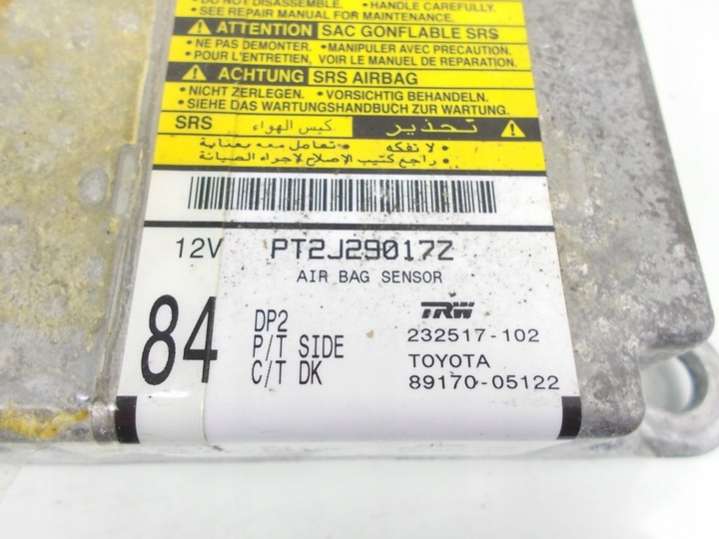 • DO NOT DISASSEMBLE. • HANDLE CAREFULLY.
• SEE REPAIR MANUAL FOR MAINTENANCE.
ATTENTION SAC GONFLABLE SRS
• NE PAS DEMONTER. • MANIPULER AVEC PRECAUTION.
• POUR L'ENTRETIEN, VOIR LE MANUEL DE REPARATION.
ACHTUNG SRS AIRBAG
• NICHT ZERLEGEN. • VORSICHTIG BEHANDELN.
• SIEHE DAS WARTUNGSHANDBUCH ZUR WARTUNG.
تحذير كيس الهواء SRS
• لا تفكه • تعامل معه بعناية
• راجع كتيب الإصلاح لاجراء الصيانة
12V PT2J29017Z
AIR BAG SENSOR
84
DP2
P/T SIDE
C/T DK
TRW
232517-102
TOYOTA
89170-05122